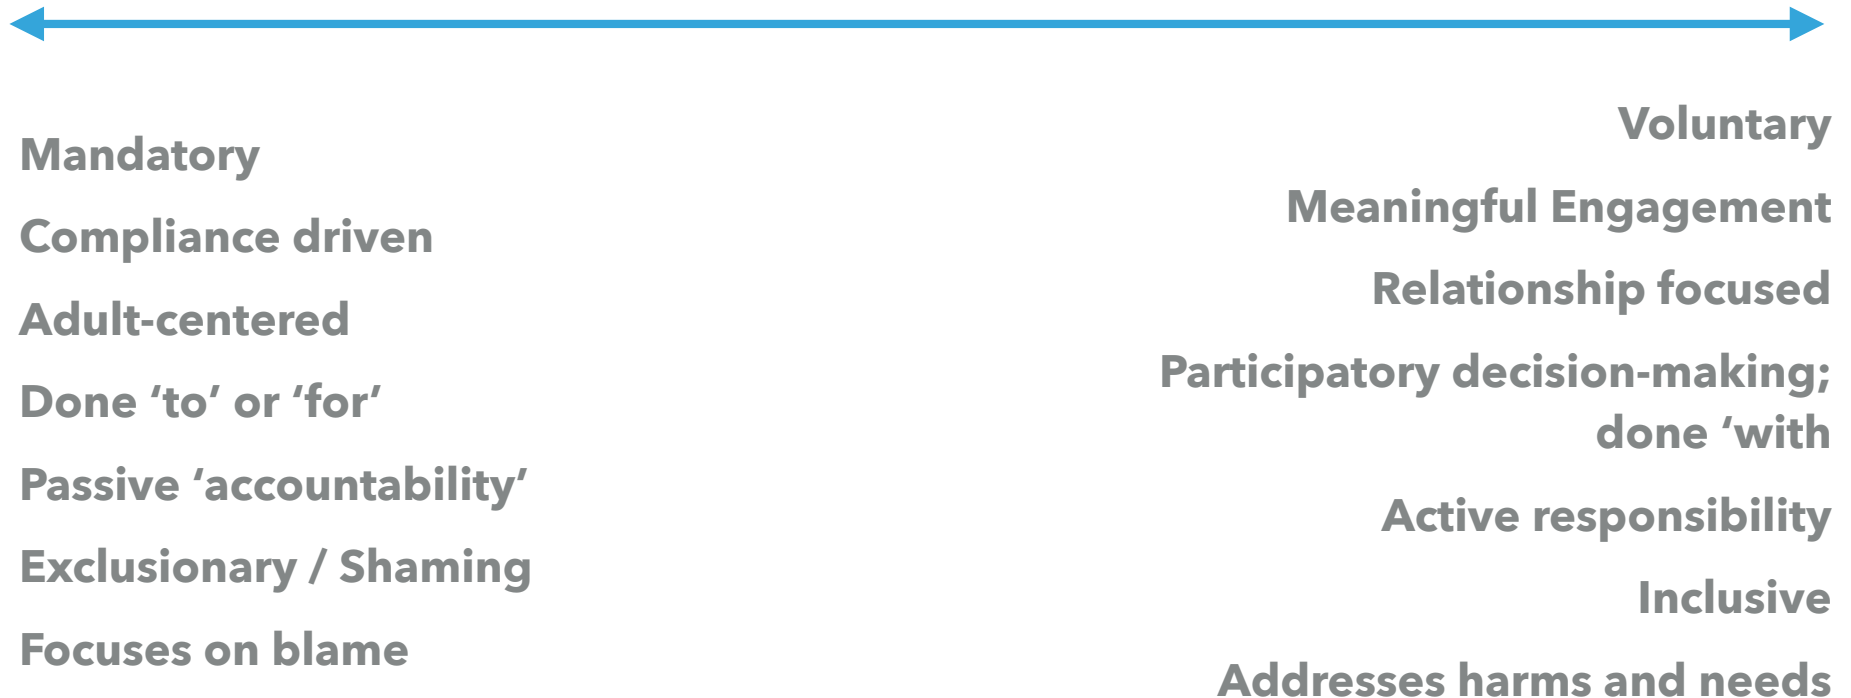 Mandatory
Compliance driven
Adult-centered
Done ‘to’ or ‘for’
Passive ‘accountability’
Exclusionary / Shaming
Focuses on blame
Voluntary
Meaningful Engagement
Relationship focused
Participatory decision-making;
done ‘with
Active responsibility
Inclusive
Addresses harms and needs